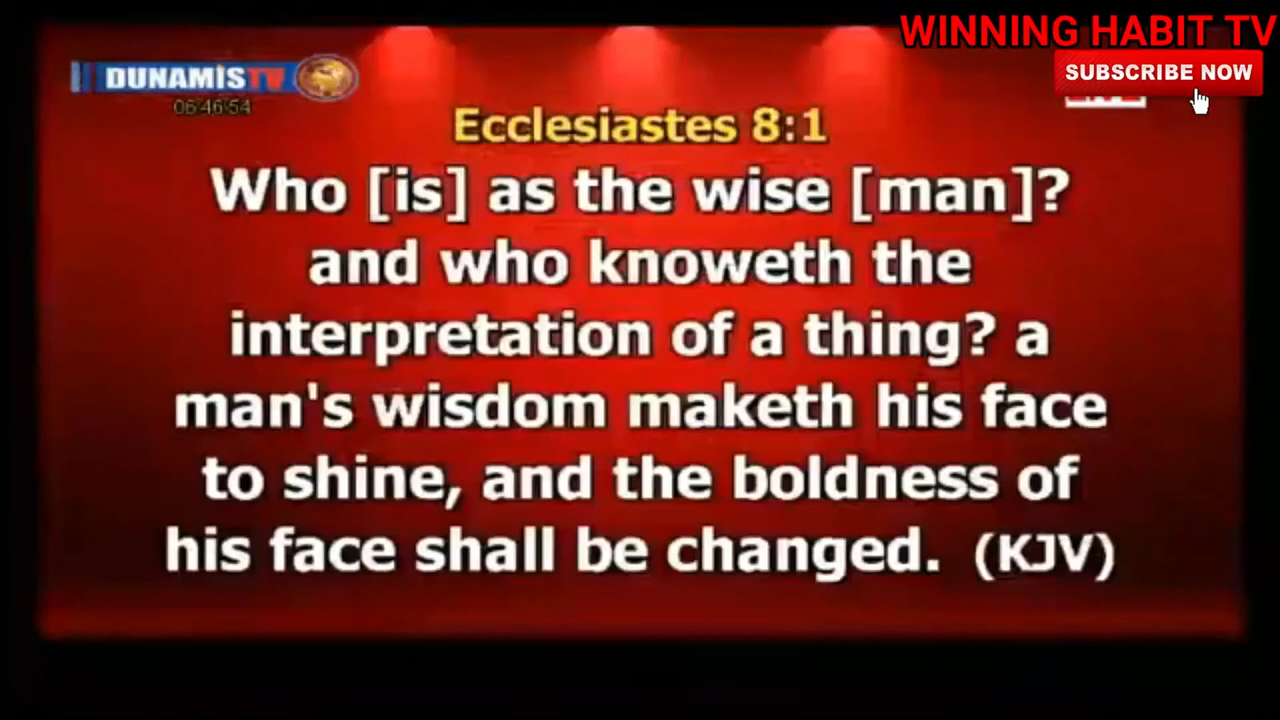 WINNING HABIT TV
DUNAMIS TV
SUBSCRIBE NOW
06:46:54
Ecclesiastes 8:1
Who [is] as the wise [man]?
and who knoweth the
interpretation of a thing? a
man's wisdom maketh his face
to shine, and the boldness of
his face shall be changed. (KJV)